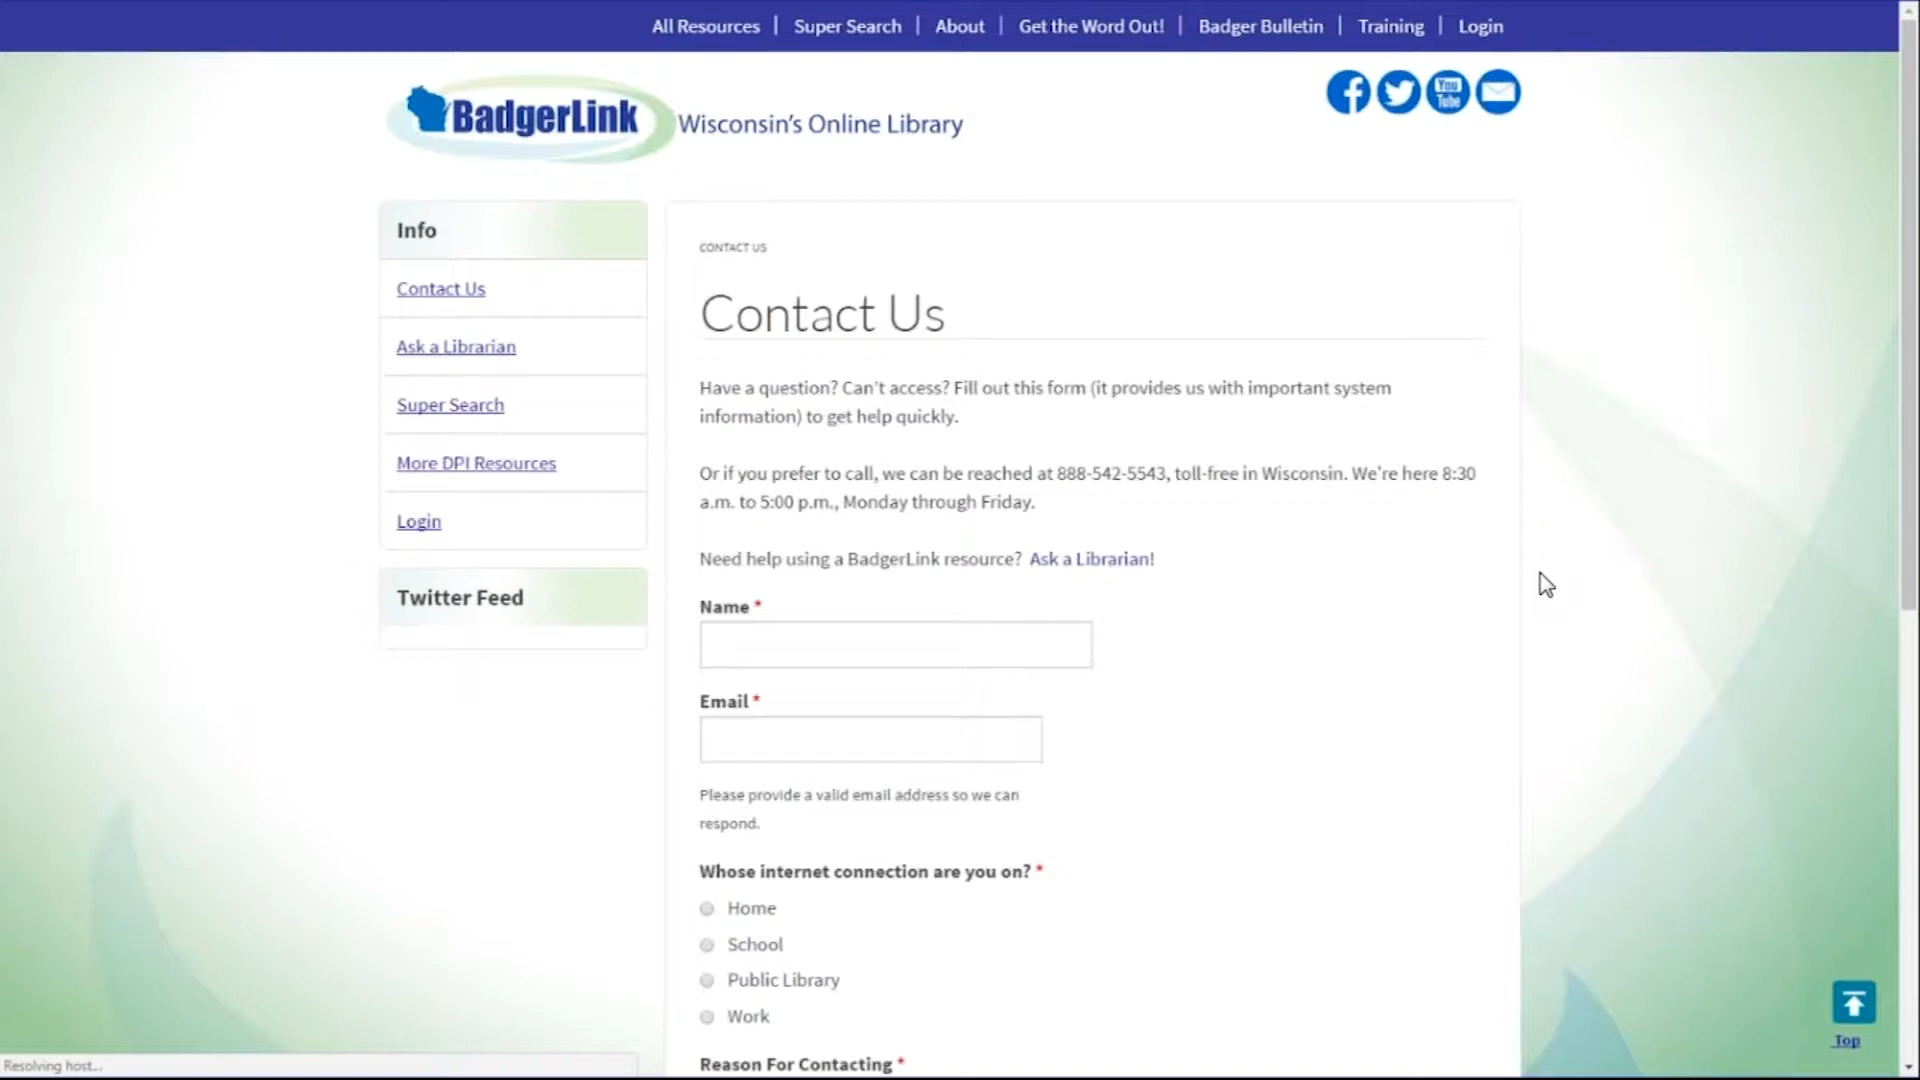 All Resources | Super Search | About | Get the Word Out! | Badger Bulletin | Training | Login
BadgerLink
Wisconsin's Online Library
You
Tube
Info
Contact Us
Ask a Librarian
Super Search
More DPI Resources
Login
Twitter Feed
CONTACT US
Contact Us
Have a question? Can't access? Fill out this form (it provides us with important system
information) to get help quickly.
Or if you prefer to call, we can be reached at 888-542-5543, toll-free in Wisconsin. We're here 8:30
a.m. to 5:00 p.m., Monday through Friday.
Need help using a BadgerLink resource? Ask a Librarian!
Name *
Email *
Please provide a valid email address so we can
respond.
Whose internet connection are you on? *
Home
School
Public Library
Work
Reason For Contacting *
Top
Resolving host...